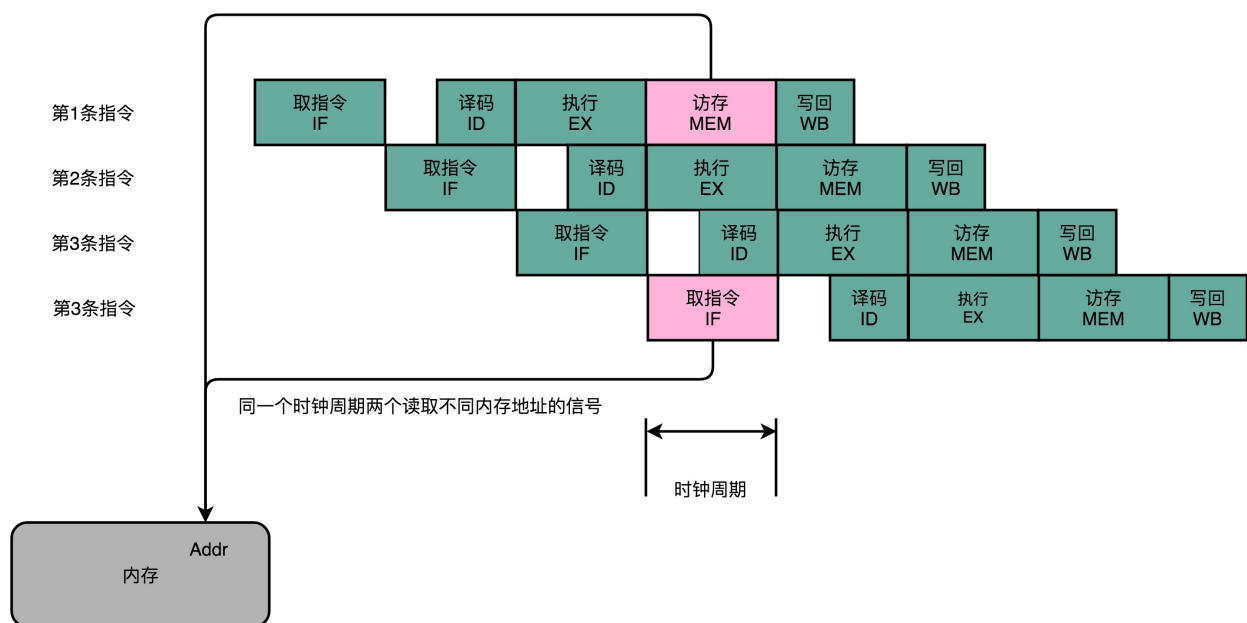 第1条指令
取指令
IF
译码
ID
执行
EX
访存
MEM
写回
WB
第2条指令
取指令
IF
译码
ID
执行
EX
访存
MEM
写回
WB
第3条指令
取指令
IF
译码
ID
执行
EX
访存
MEM
写回
WB
第3条指令
取指令
IF
译码
ID
执行
EX
访存
MEM
写回
WB
同一个时钟周期两个读取不同内存地址的信号
时钟周期
Addr
内存